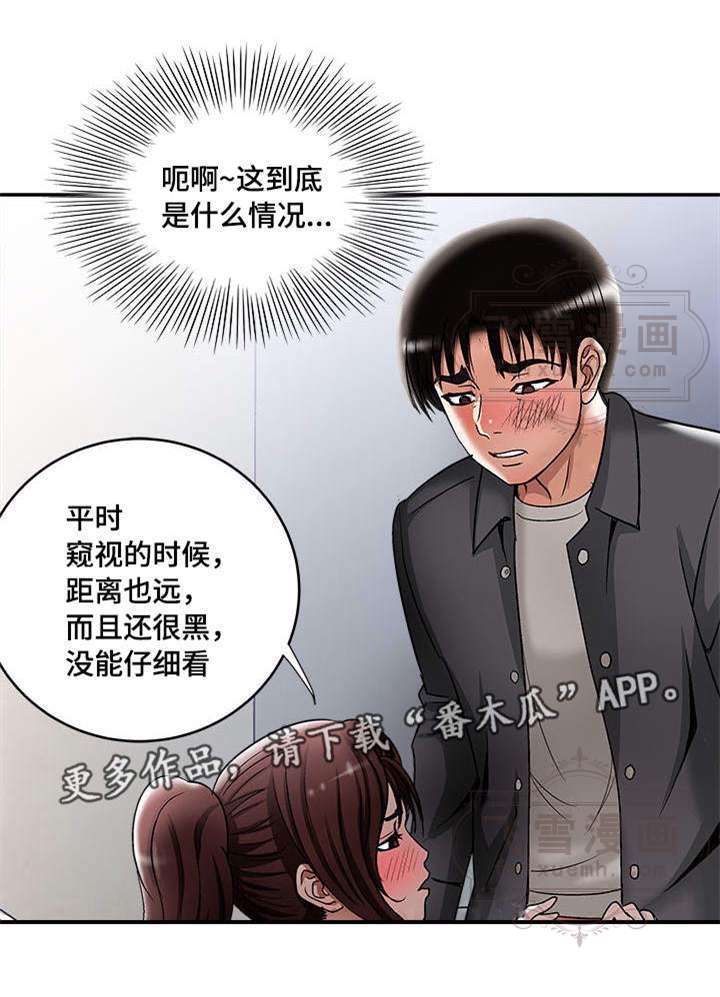 呃啊~这到底
是什么情况...
平时
窥视的时候，
距离也远，
而且还很黑，
没能仔细看
更多作品，请下载“番木瓜”APP。
雪漫画
xuemh.com
雪漫画
xuemh.com